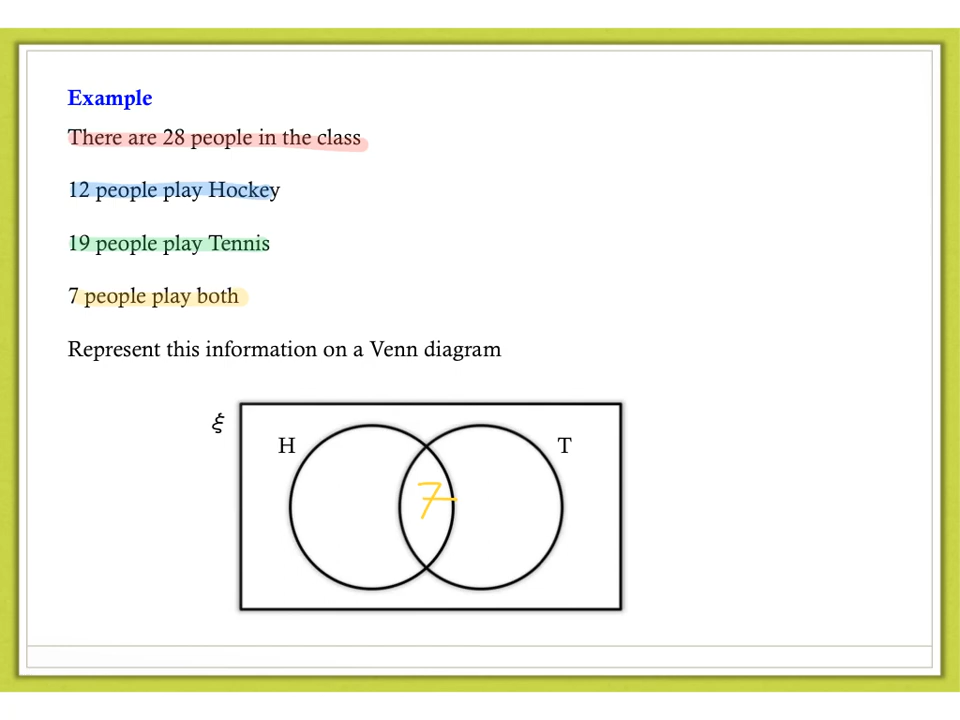 Example
There are 28 people in the class
12 people play Hockey
19 people play Tennis
7 people play both
Represent this information on a Venn diagram
ξ
H T
7